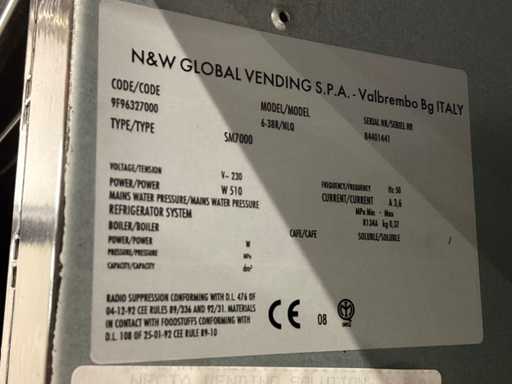 N&W GLOBAL VENDING S.P.A. - Valbrembo Bg ITALY
CODE/CODE
9F96327000
MODEL/MODEL
6-38R/NLQ
SERIAL NR/SERIEL NR
84401441
TYPE/TYPE
SM7000
VOLTAGE/TENSION V~ 230
FREQUENCY/FREQUENCY Hz 50
POWER/POWER W 510
CURRENT/CURRENT A 3,6
MAINS WATER PRESSURE/MAINS WATER PRESSURE MPa Min - Max
REFRIGERATOR SYSTEM R134A kg 0,37
BOILER/BOILER CAFE/CAFE SOLUBLE/SOLUBLE /
POWER/POWER W
PRESSURE/PRESSURE MPa
CAPACITY/CAPACITY dm³
RADIO SUPPRESSION CONFORMING WITH D.L. 476 OF
04-12-92 CEE RULES 89/336 AND 92/31. MATERIALS
IN CONTACT WITH FOODSTUFFS CONFORMING WITH
D.L. 108 OF 25-01-92 CEE RULE 89-10
CE 08
NECTA VENDING SOLUTIONS